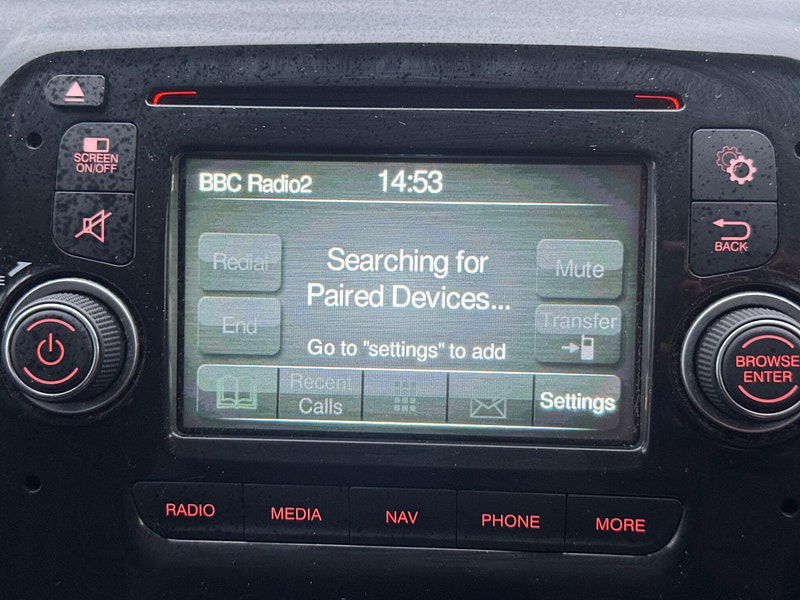 SCREEN
ON/OFF
BBC Radio2 14:53
BACK
Redial
Searching for
Paired Devices...
Mute
End
Transfer
Go to "settings" to add
Recent
Calls
Settings
BROWSE
ENTER
RADIO
MEDIA
NAV
PHONE
MORE